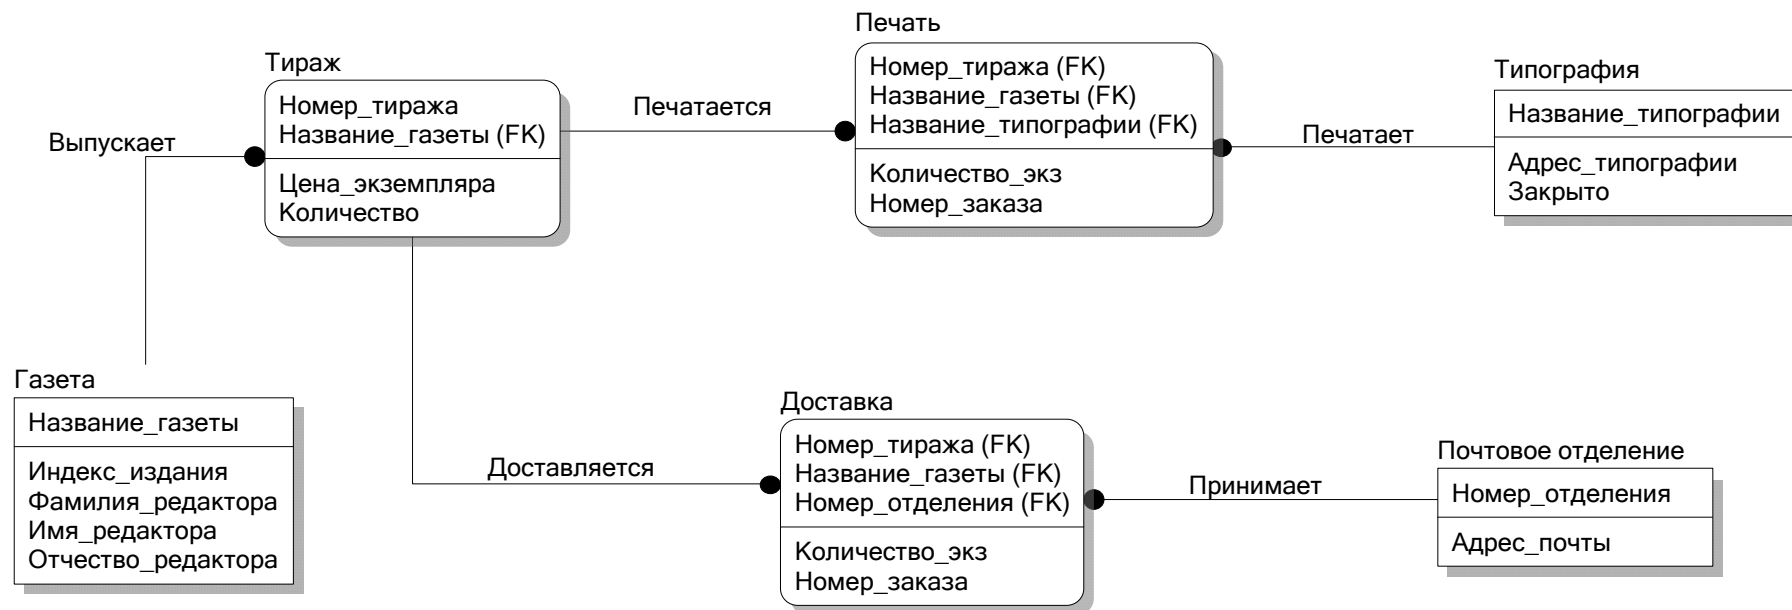 Печать
Номер_тиража (FK)
Название_газеты (FK)
Название_типографии (FK)
Количество_экз
Номер_заказа
Тираж
Номер_тиража
Название_газеты (FK)
Цена_экземпляра
Количество
Печатается
Типография
Название_типографии
Адрес_типографии
Закрыто
Печатает
Выпускает
Газета
Название_газеты
Индекс_издания
Фамилия_редактора
Имя_редактора
Отчество_редактора
Доставляется
Доставка
Номер_тиража (FK)
Название_газеты (FK)
Номер_отделения (FK)
Количество_экз
Номер_заказа
Принимает
Почтовое отделение
Номер_отделения
Адрес_почты